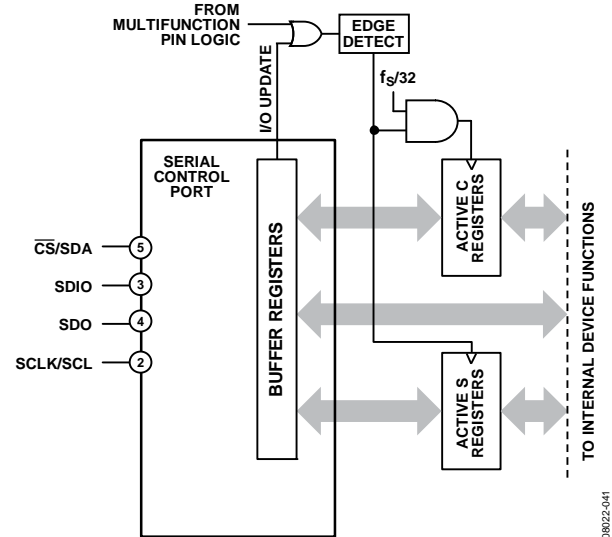 FROM
MULTIFUNCTION
PIN LOGIC
EDGE
DETECT
I/O UPDATE
fS/32
SERIAL
CONTROL
PORT
BUFFER REGISTERS
ACTIVE C
REGISTERS
ACTIVE S
REGISTERS
TO INTERNAL DEVICE FUNCTIONS
CS/SDA
5
SDIO
3
SDO
4
SCLK/SCL
2
08022-041